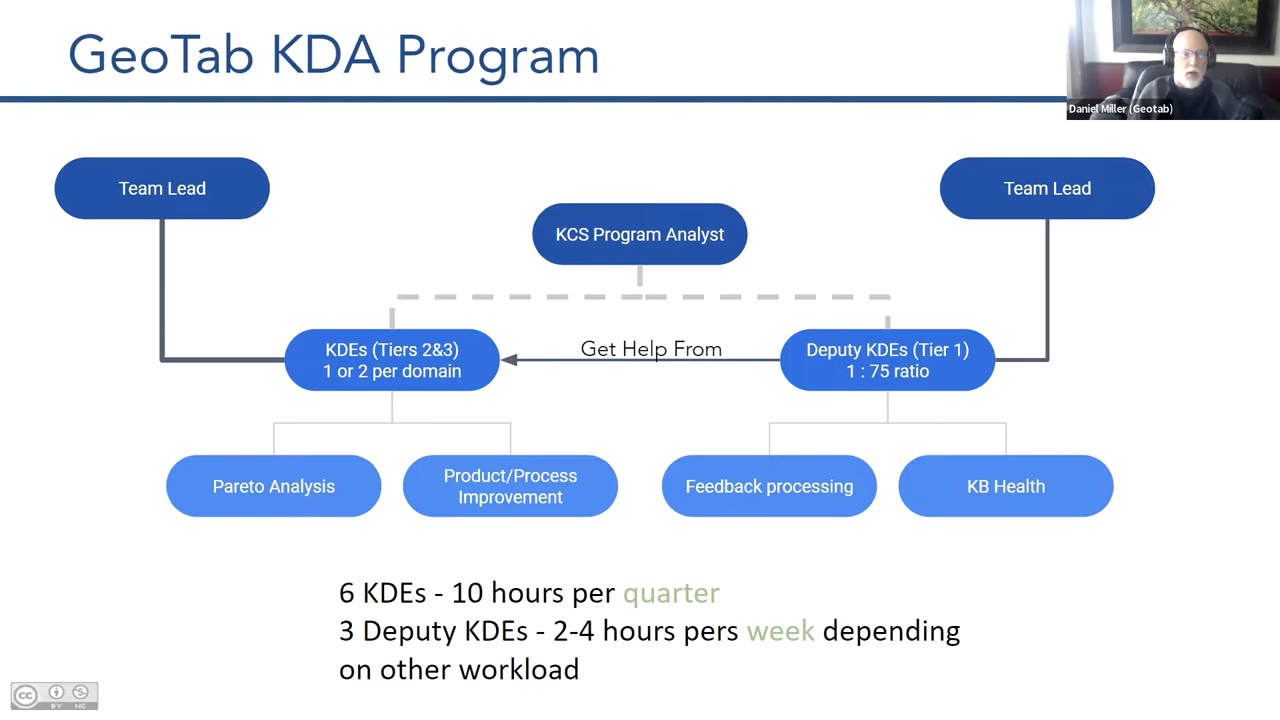 GeoTab KDA Program
Daniel Miller (Geotab)
Team Lead
Team Lead
KCS Program Analyst
KDEs (Tiers 2&3)
1 or 2 per domain
Get Help From
Deputy KDEs (Tier 1)
1 : 75 ratio
Pareto Analysis
Product/Process
Improvement
Feedback processing
KB Health
6 KDEs - 10 hours per quarter
3 Deputy KDEs - 2-4 hours pers week depending
on other workload
cc
BY NC